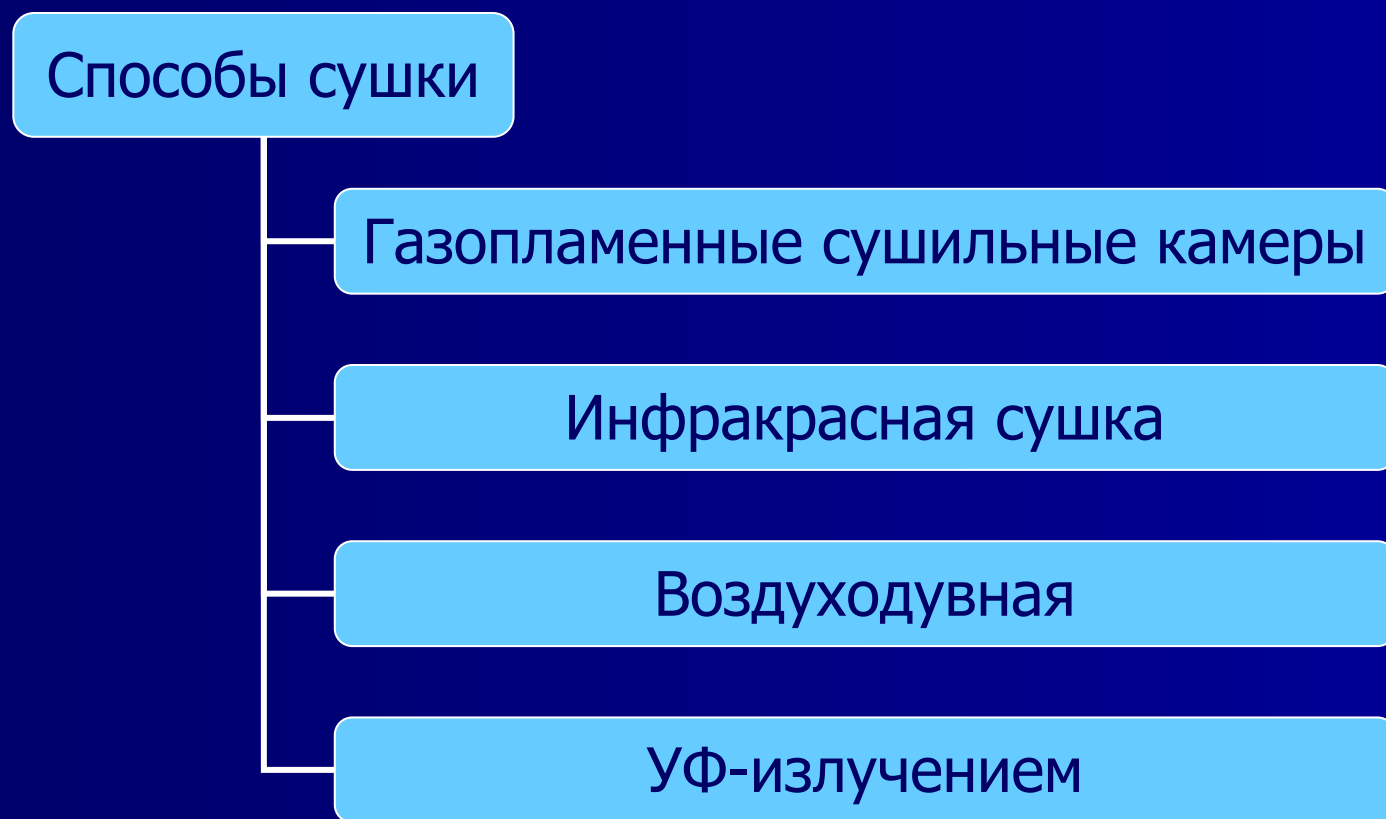 Способы сушки
Газопламенные сушильные камеры
Инфракрасная сушка
Воздуходувная
УФ-излучением